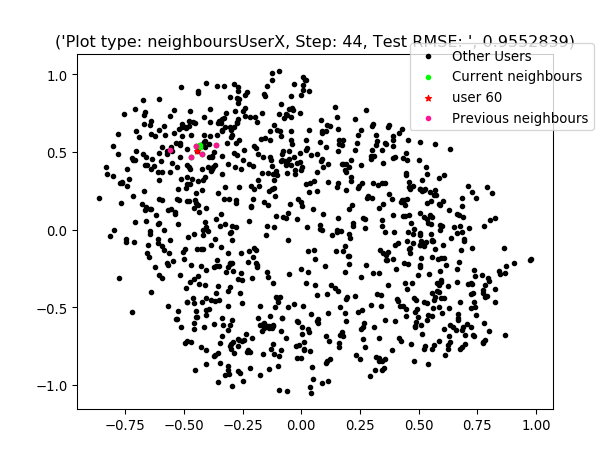 ('Plot type: neighboursUserX, Step: 44, Test RMSE: ', 0.9552839)
Other Users
Current neighbours
user 60
Previous neighbours
1.0
0.5
0.0
−0.5
−1.0
−0.75 −0.50 −0.25 0.00 0.25 0.50 0.75 1.00